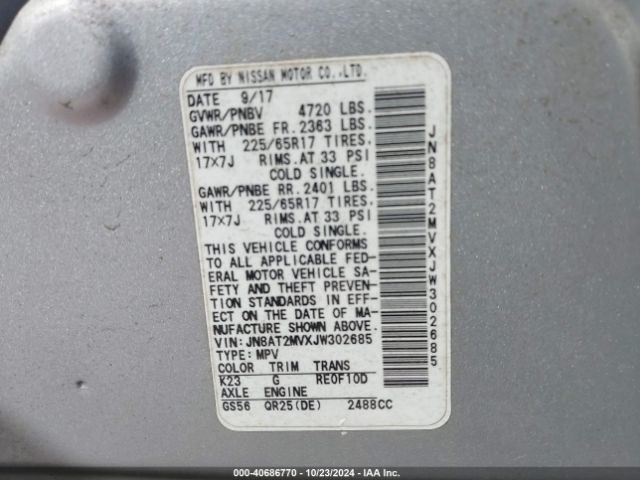 MFD BY NISSAN MOTOR CO.,LTD.
DATE 9/17
GVWR/PNBV 4720 LBS.
GAWR/PNBE FR. 2363 LBS.
WITH 225/65R17 TIRES.
17×7J RIMS.AT 33 PSI
COLD SINGLE.
GAWR/PNBE RR. 2401 LBS.
WITH 225/65R17 TIRES.
17×7J RIMS.AT 33 PSI
COLD SINGLE.
THIS VEHICLE CONFORMS
TO ALL APPLICABLE FED-
ERAL MOTOR VEHICLE SA-
FETY AND THEFT PREVEN-
TION STANDARDS IN EFF-
ECT ON THE DATE OF MA-
NUFACTURE SHOWN ABOVE.
VIN: JN8AT2MVXJW302685
TYPE: MPV
COLOR TRIM TRANS
K23 G RE0F10D
AXLE ENGINE
GS56 QR25(DE) 2488CC
JN8AT2MVXJW302685
000-40686770 | 10/23/2024 | IAA Inc.